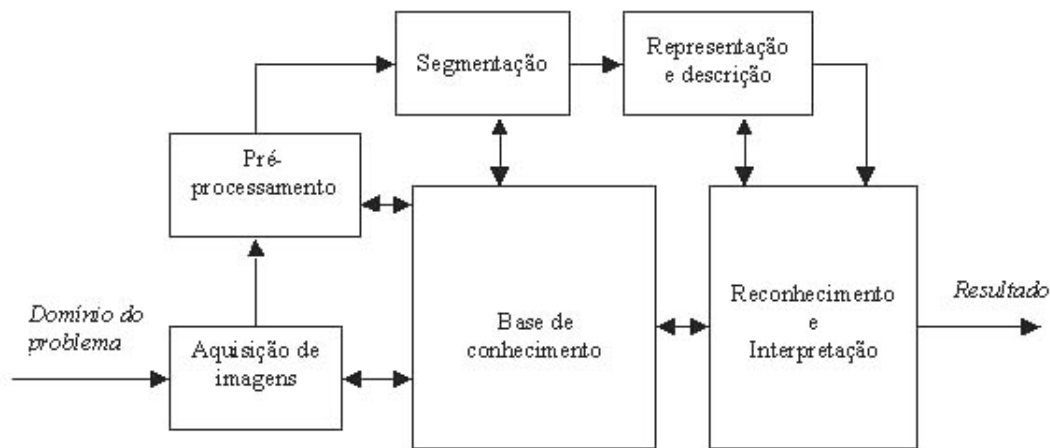 Segmentação
Representação
e descrição
Pré-
processamento
Domínio do
problema
Aquisição de
imagens
Base de
conhecimento
Reconhecimento
e
Interpretação
Resultado